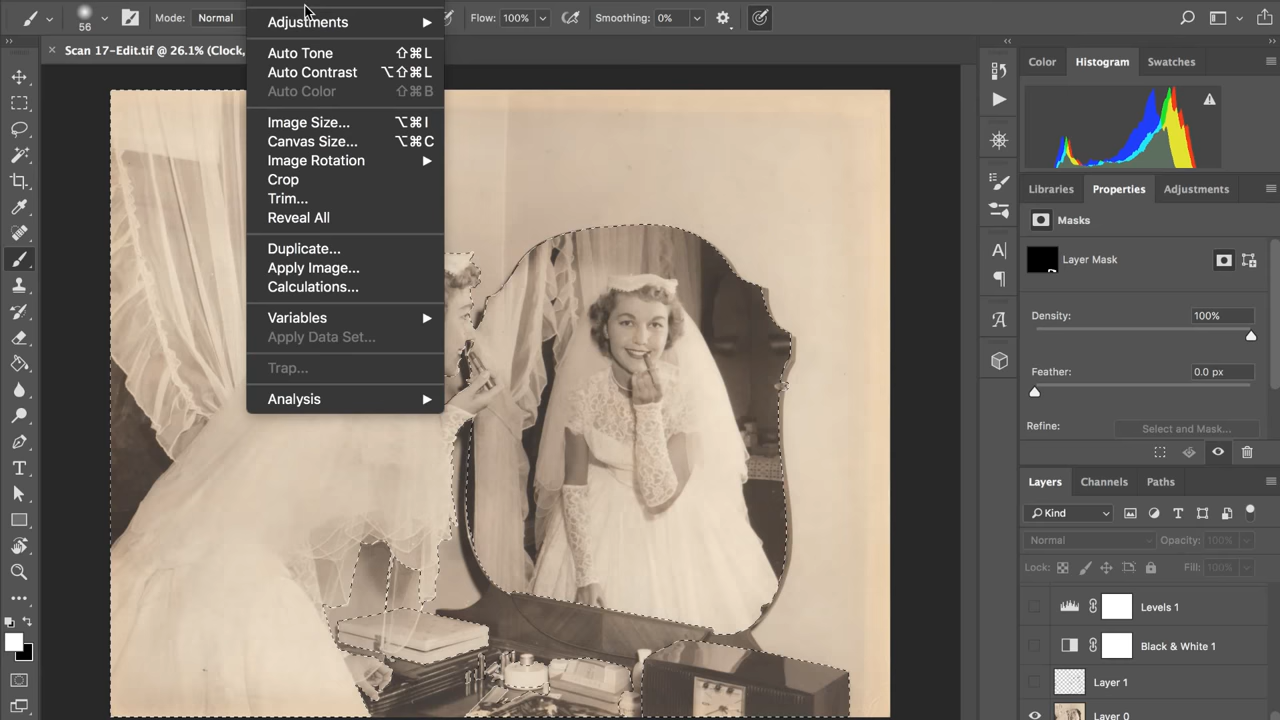 56
Mode: Normal
Flow: 100%
Smoothing: 0%
× Scan 17-Edit.tif @ 26.1% (Clock,
Adjustments
Auto Tone ⇧⌘L
Auto Contrast ⌥⇧⌘L
Auto Color ⇧⌘B
Image Size... ⌥⌘I
Canvas Size... ⌥⌘C
Image Rotation
Crop
Trim...
Reveal All
Duplicate...
Apply Image...
Calculations...
Variables
Apply Data Set...
Trap...
Analysis
Color Histogram Swatches
Libraries Properties Adjustments
Masks
Layer Mask
Density: 100%
Feather: 0.0 px
Refine: Select and Mask...
Layers Channels Paths
Kind
Normal Opacity: 100%
Lock: Fill: 100%
Levels 1
Black & White 1
Layer 1
Layer 0